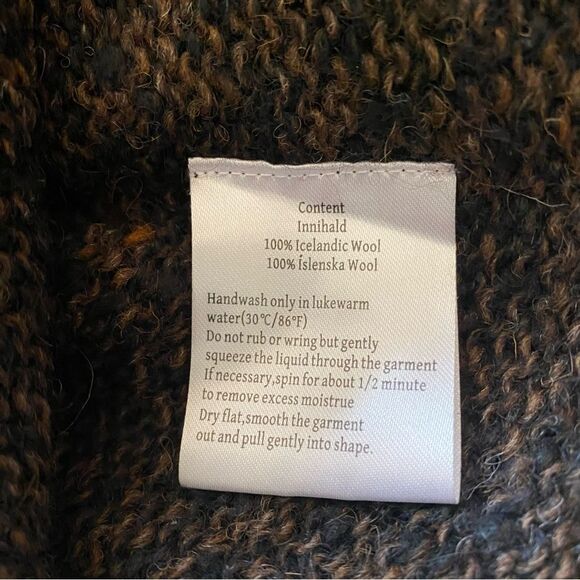 Content
Innihald
100% Icelandic Wool
100% Íslenska Wool
Handwash only in lukewarm
water(30℃/86℉)
Do not rub or wring but gently
squeeze the liquid through the garment
If necessary,spin for about 1/2 minute
to remove excess moistrue
Dry flat,smooth the garment
out and pull gently into shape.